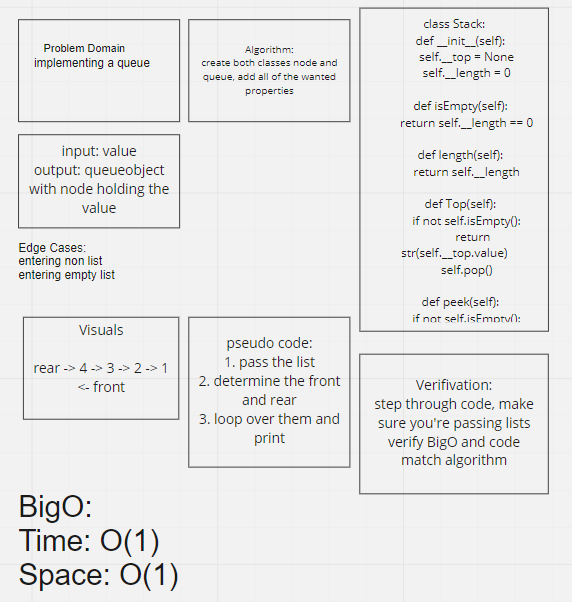 Problem Domain
implementing a queue
Algorithm:
create both classes node and
queue, add all of the wanted
properties
class Stack:
def __init__(self):
self.__top = None
self.__length = 0
def isEmpty(self):
return self.__length == 0
def length(self):
return self.__length
def Top(self):
if not self.isEmpty():
return
str(self.__top.value)
self.pop()
def peek(self):
if not self.isEmpty():
input: value
output: queueobject
with node holding the
value
Edge Cases:
entering non list
entering empty list
Visuals
rear -> 4 -> 3 -> 2 -> 1
<- front
pseudo code:
1. pass the list
2. determine the front
and rear
3. loop over them and
print
Verifivation:
step through code, make
sure you're passing lists
verify BigO and code
match algorithm
BigO:
Time: O(1)
Space: O(1)